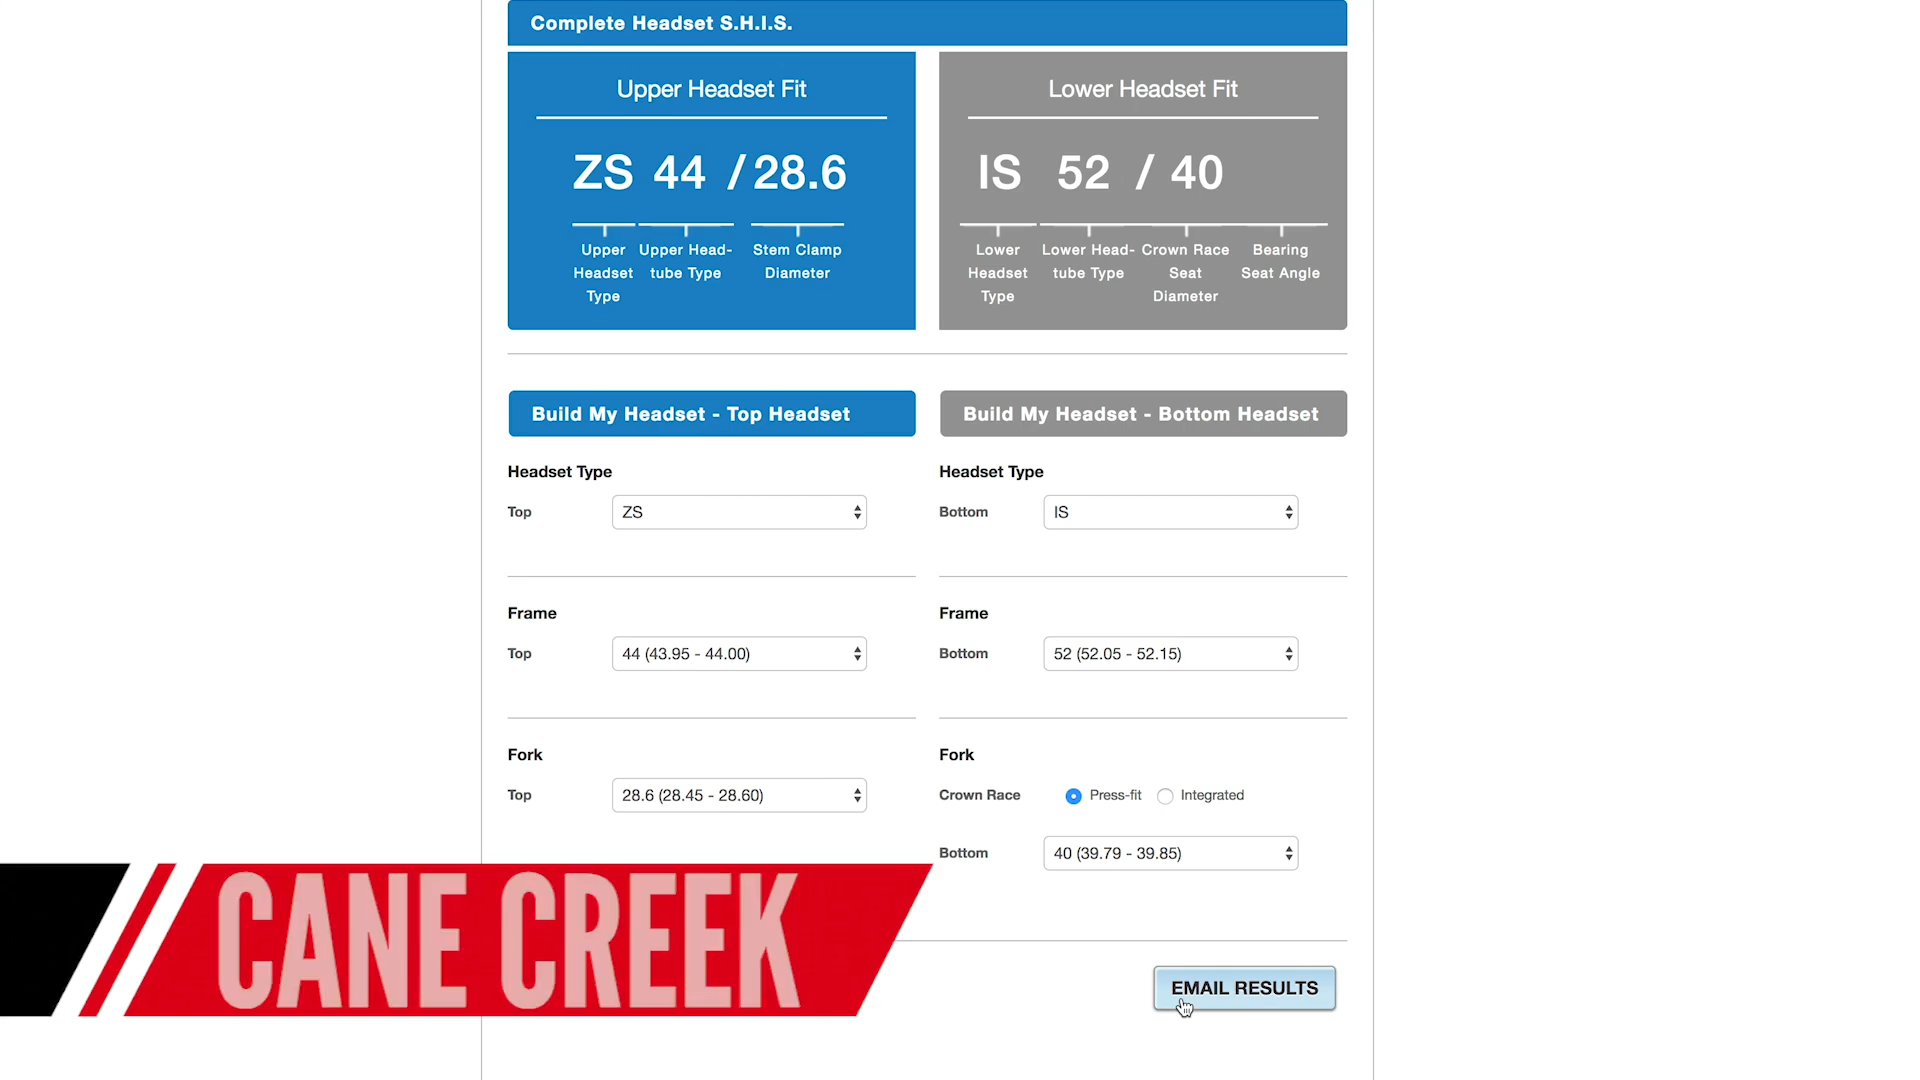 Complete Headset S.H.I.S.
Upper Headset Fit
ZS 44 / 28.6
Upper Headset Type
Upper Head-tube Type
Stem Clamp Diameter
Lower Headset Fit
IS 52 / 40
Lower Headset Type
Lower Head-tube Type
Crown Race Seat Diameter
Bearing Seat Angle
Build My Headset - Top Headset
Headset Type
Top ZS
Frame
Top 44 (43.95 - 44.00)
Fork
Top 28.6 (28.45 - 28.60)
Build My Headset - Bottom Headset
Headset Type
Bottom IS
Frame
Bottom 52 (52.05 - 52.15)
Fork
Crown Race Press-fit Integrated
Bottom 40 (39.79 - 39.85)
CANE CREEK
EMAIL RESULTS